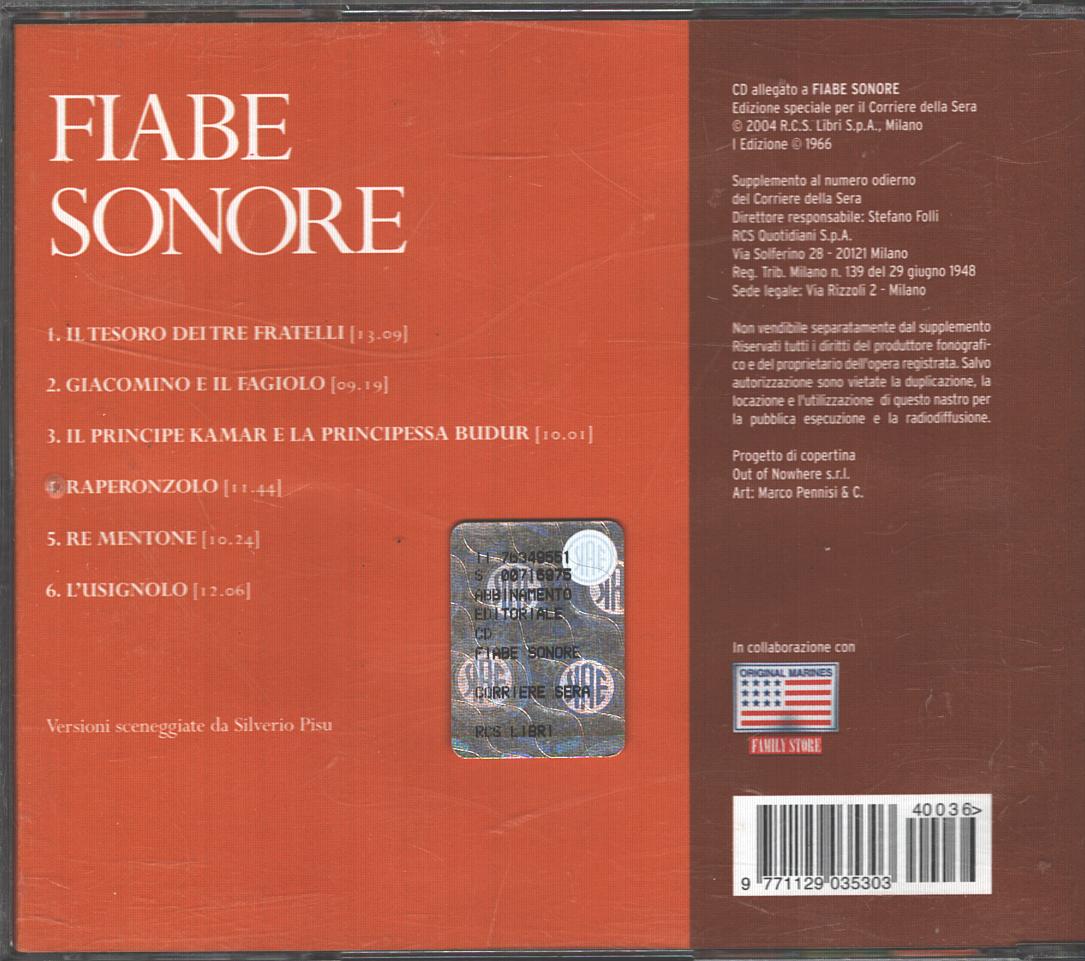 FIABE
SONORE
1. IL TESORO DEI TRE FRATELLI [13.09]
2. GIACOMINO E IL FAGIOLO [09.19]
3. IL PRINCIPE KAMAR E LA PRINCIPESSA BUDUR [10.01]
4. RAPERONZOLO [11.44]
5. RE MENTONE [10.24]
6. L'USIGNOLO [12.06]
Versioni sceneggiate da Silverio Pisu
11 76349551
S 00716975
ABBINAMENTO
EDITORIALE
CD
FIABE SONORE
CORRIERE SERA
RCS LIBRI
CD allegato a FIABE SONORE
Edizione speciale per il Corriere della Sera
© 2004 R.C.S. Libri S.p.A., Milano
I Edizione © 1966
Supplemento al numero odierno
del Corriere della Sera
Direttore responsabile: Stefano Folli
RCS Quotidiani S.p.A.
Via Solferino 28 - 20121 Milano
Reg. Trib. Milano n. 139 del 29 giugno 1948
Sede legale: Via Rizzoli 2 - Milano
Non vendibile separatamente dal supplemento
Riservati tutti i diritti del produttore fonografi-
co e del proprietario dell'opera registrata. Salvo
autorizzazione sono vietate la duplicazione, la
locazione e l'utilizzazione di questo nastro per
la pubblica esecuzione e la radiodiffusione.
Progetto di copertina
Out of Nowhere s.r.l.
Art: Marco Pennisi & C.
In collaborazione con
ORIGINAL MARINES
FAMILY STORE
40036>
9 771129 035303